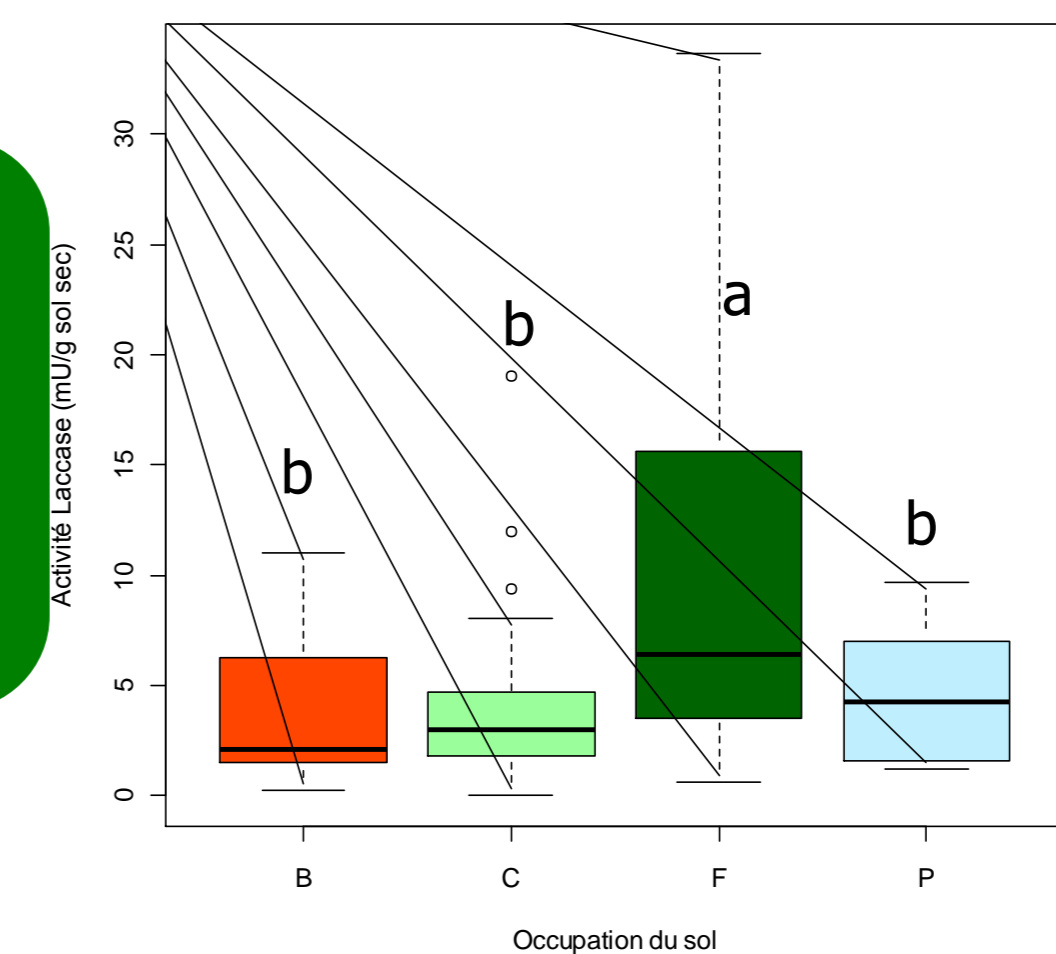 Activité Laccase (mU/g sol sec)
30
25
20
15
10
5
0
a
b
b
b
B C F P
Occupation du sol